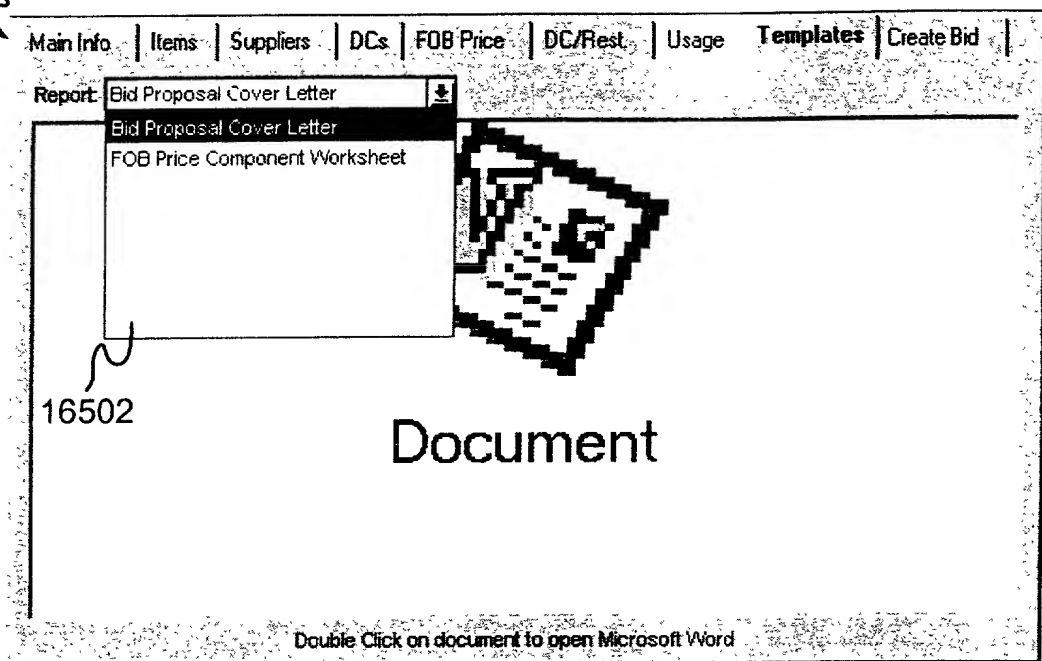 Main Info Items Suppliers DCs FOB Price DC/Rest. Usage Templates Create Bid
Report: Bid Proposal Cover Letter
Bid Proposal Cover Letter
FOB Price Component Worksheet
16502
Document
Double Click on document to open Microsoft Word